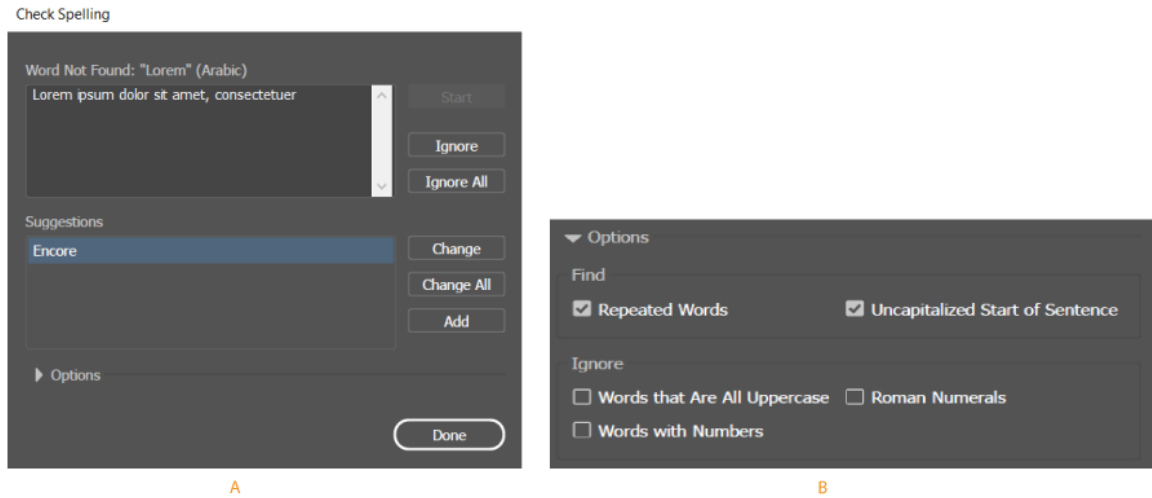 Check Spelling
Word Not Found: "Lorem" (Arabic)
Lorem ipsum dolor sit amet, consectetuer
Start
Ignore
Ignore All
Suggestions
Encore
Change
Change All
Add
Options
Done
A
Options
Find
Repeated Words Uncapitalized Start of Sentence
Ignore
Words that Are All Uppercase Roman Numerals
Words with Numbers
B